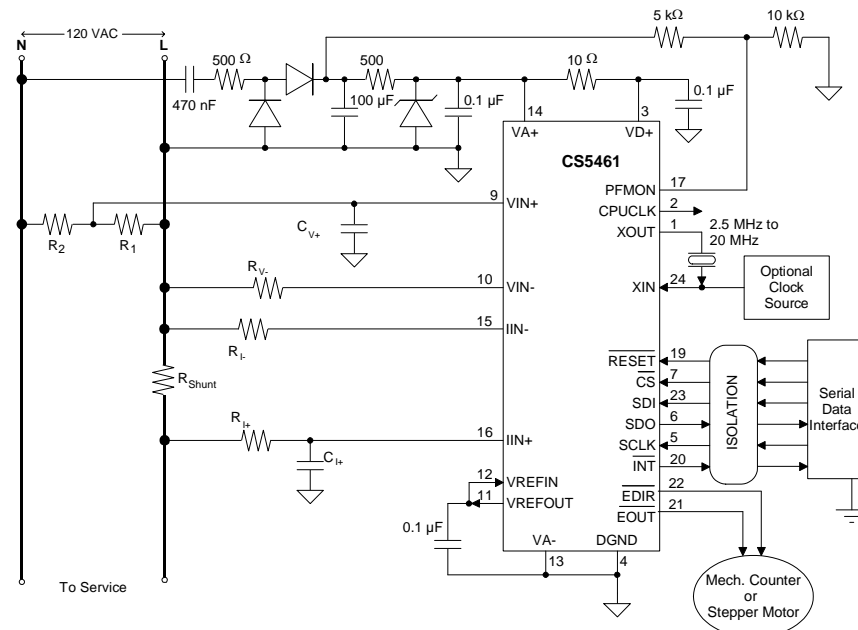 5 kΩ
10 kΩ
120 VAC
N
L
500Ω
500
10 Ω
470 nF
100 µF
0.1 µF
0.1 µF
14
3
VA+
VD+
CS5461
PFMON
17
CPUCLK
2
XOUT
1
2.5 MHz to
20 MHz
9
VIN+
CV+
R2
R1
RV-
10
VIN-
XIN
24
Optional
Clock
Source
15
IIN-
RI-
RShunt
RESET
19
CS
7
SDI
23
SDO
6
SCLK
5
INT
20
ISOLATION
Serial
Data
Interface
RI+
16
IIN+
CI+
12
VREFIN
11
VREFOUT
EDIR
22
EOUT
21
0.1 µF
VA-
DGND
13
4
Mech. Counter
or
Stepper Motor
To Service